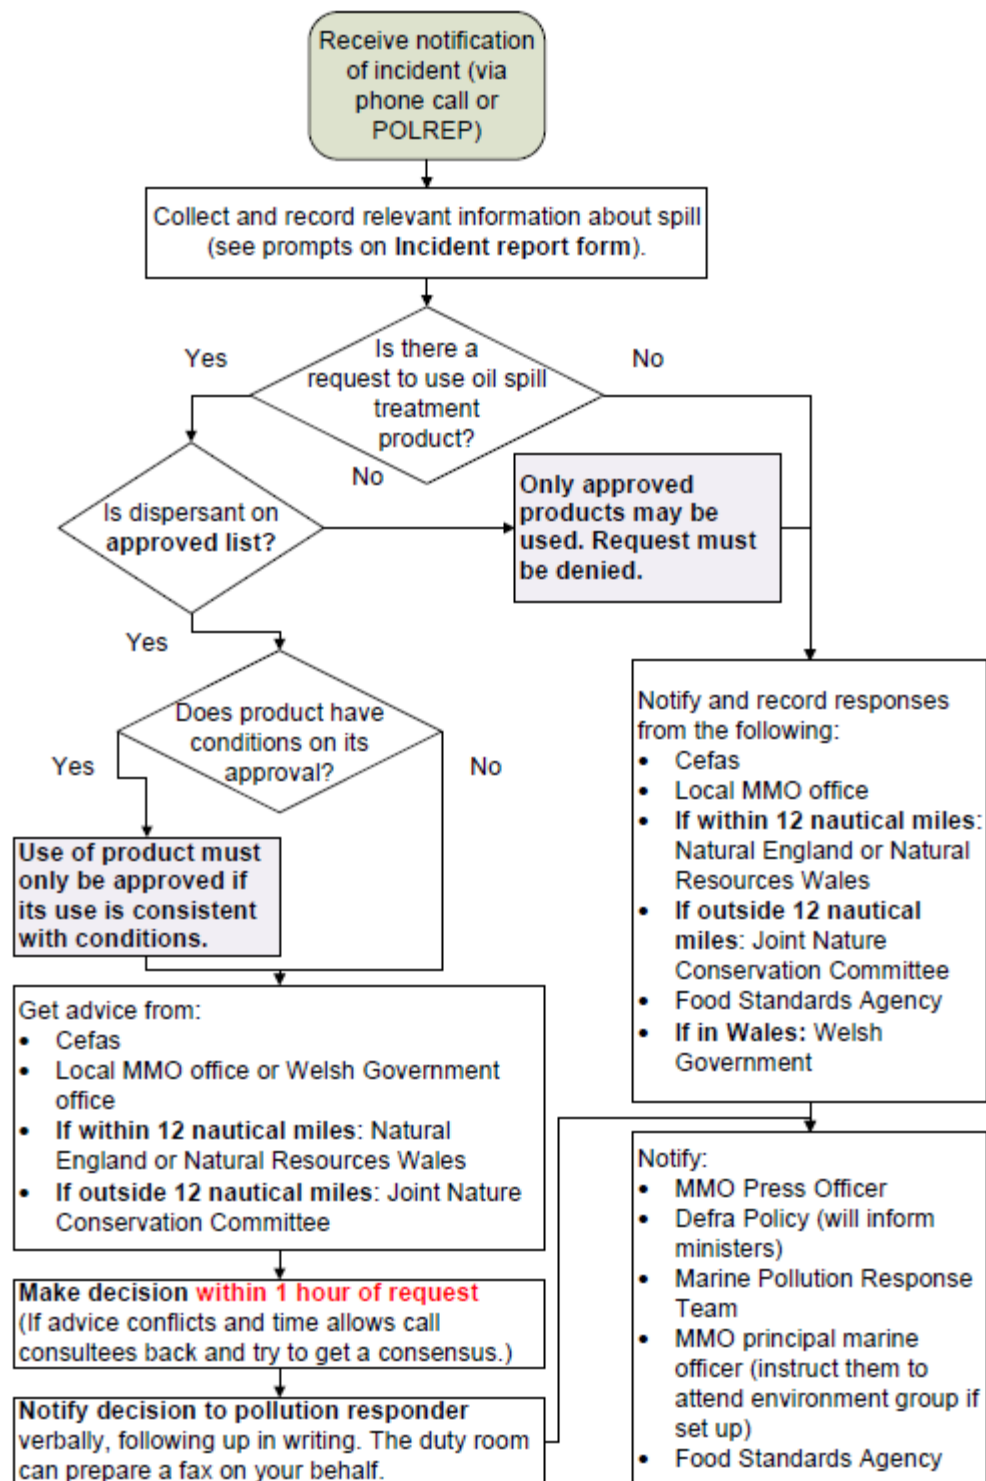 Receive notification
of incident (via
phone call or
POLREP)
Collect and record relevant information about spill
(see prompts on Incident report form).
Is there a
request to use oil spill
treatment
product?
Yes
No
Is dispersant on
approved list?
No
Only approved
products may be
used. Request must
be denied.
Yes
Does product have
conditions on its
approval?
Yes
No
Use of product must
only be approved if
its use is consistent
with conditions.
Get advice from:
• Cefas
• Local MMO office or Welsh Government
office
• If within 12 nautical miles: Natural
England or Natural Resources Wales
• If outside 12 nautical miles: Joint Nature
Conservation Committee
Make decision within 1 hour of request
(If advice conflicts and time allows call
consultees back and try to get a consensus.)
Notify decision to pollution responder
verbally, following up in writing. The duty room
can prepare a fax on your behalf.
Notify and record responses
from the following:
• Cefas
• Local MMO office
• If within 12 nautical miles:
Natural England or Natural
Resources Wales
• If outside 12 nautical
miles: Joint Nature
Conservation Committee
• Food Standards Agency
• If in Wales: Welsh
Government
Notify:
• MMO Press Officer
• Defra Policy (will inform
ministers)
• Marine Pollution Response
Team
• MMO principal marine
officer (instruct them to
attend environment group if
set up)
• Food Standards Agency